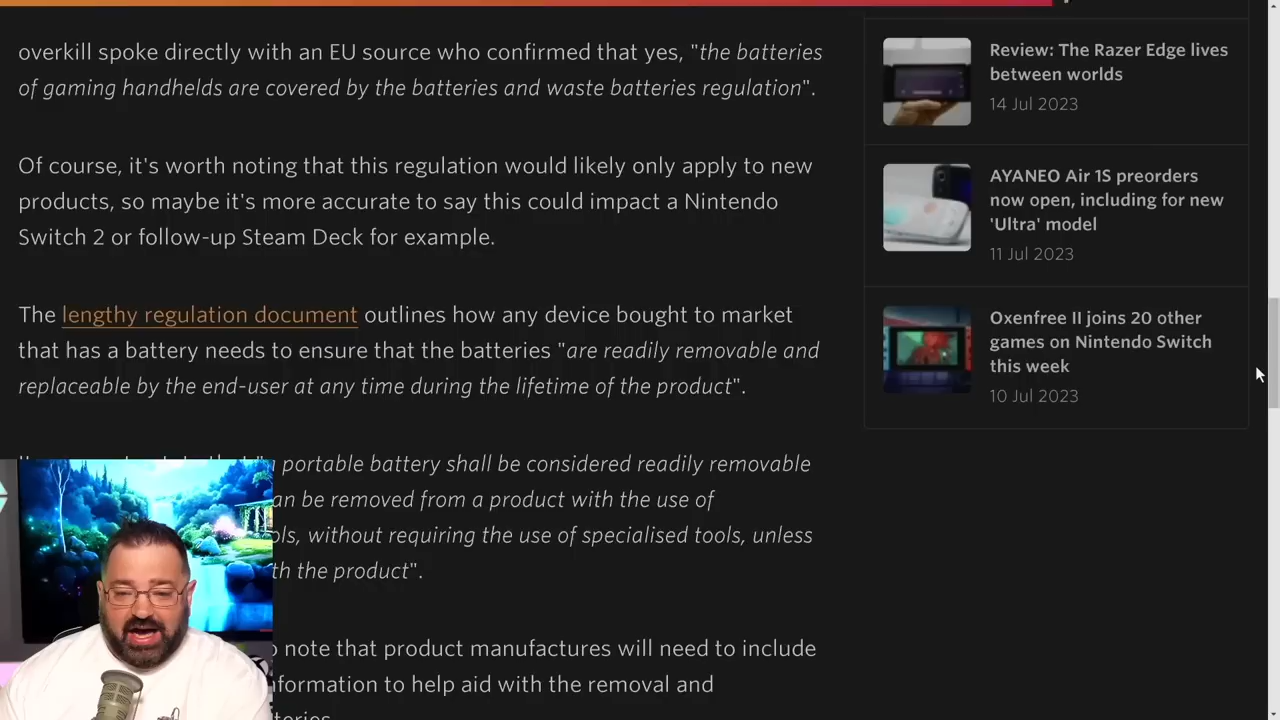 overkill spoke directly with an EU source who confirmed that yes, "the batteries
of gaming handhelds are covered by the batteries and waste batteries regulation".
Of course, it's worth noting that this regulation would likely only apply to new
products, so maybe it's more accurate to say this could impact a Nintendo
Switch 2 or follow-up Steam Deck for example.
The lengthy regulation document outlines how any device bought to market
that has a battery needs to ensure that the batteries "are readily removable and
replaceable by the end-user at any time during the lifetime of the product".
portable battery shall be considered readily removable
an be removed from a product with the use of
ols, without requiring the use of specialised tools, unless
th the product".
note that product manufactures will need to include
formation to help aid with the removal and
Review: The Razer Edge lives
between worlds
14 Jul 2023
AYANEO Air 1S preorders
now open, including for new
'Ultra' model
11 Jul 2023
Oxenfree II joins 20 other
games on Nintendo Switch
this week
10 Jul 2023